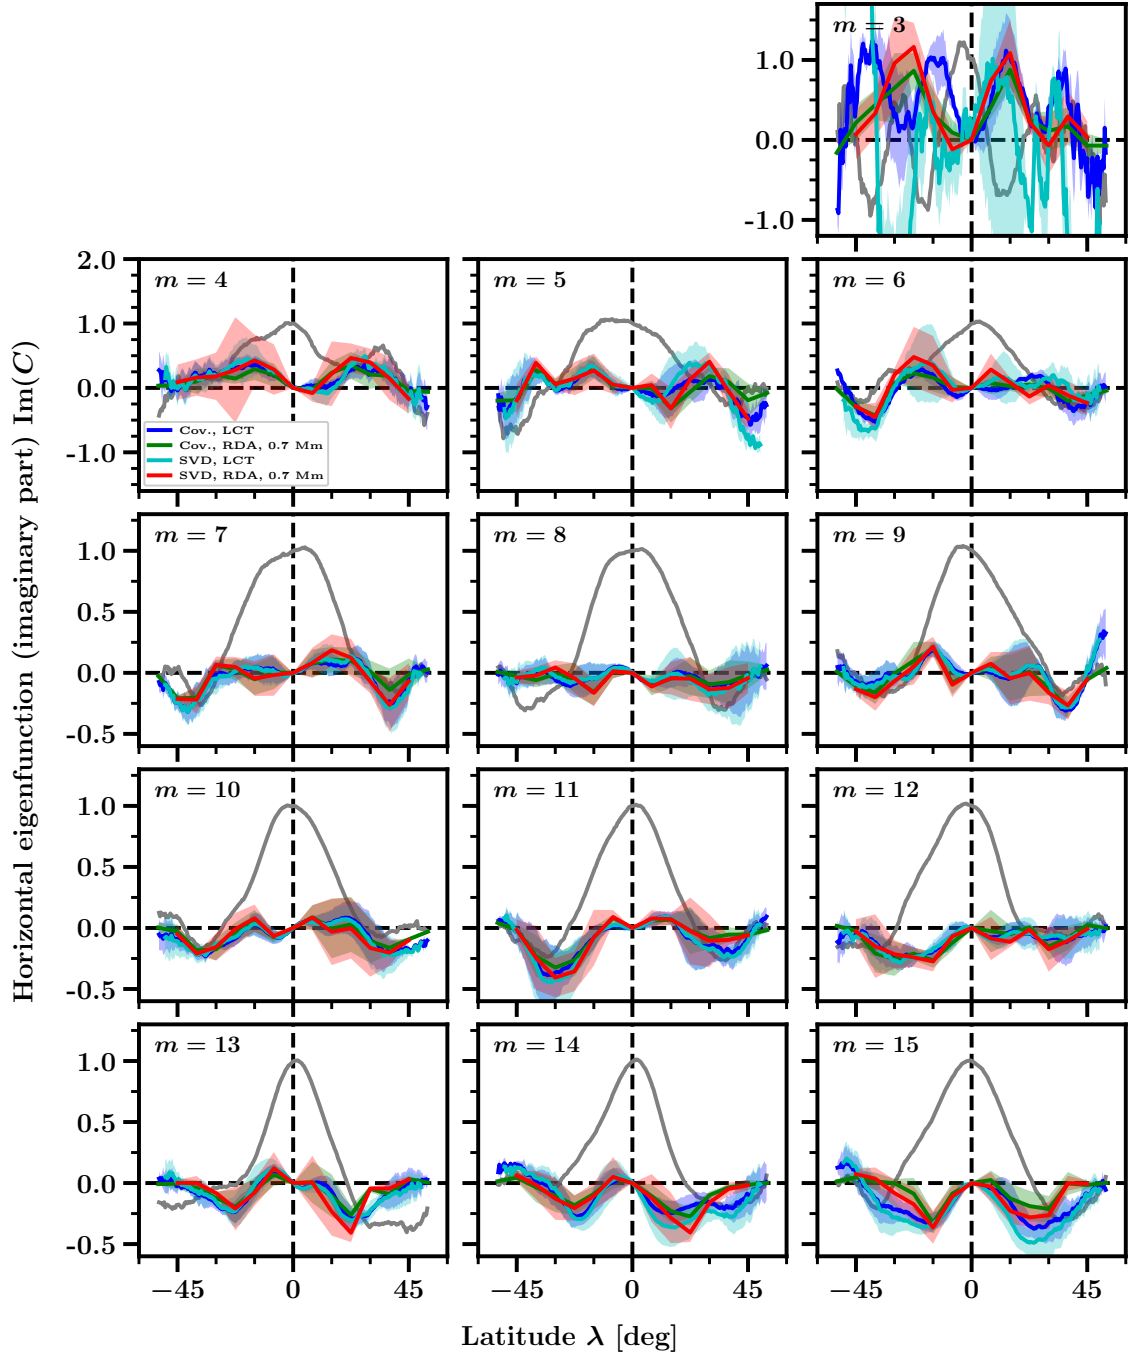 m = 3
1.0
0.0
-1.0
m = 4
m = 5
m = 6
2.0
1.0
0.0
−1.0
Cov., LCT
Cov., RDA, 0.7 Mm
SVD, LCT
SVD, RDA, 0.7 Mm
m = 7
m = 8
m = 9
1.0
0.5
0.0
-0.5
m = 10
m = 11
m = 12
1.0
0.5
0.0
-0.5
m = 13
m = 14
m = 15
1.0
0.5
0.0
-0.5
−45 0 45
−45 0 45
−45 0 45
Horizontal eigenfunction (imaginary part) Im(C)
Latitude λ [deg]